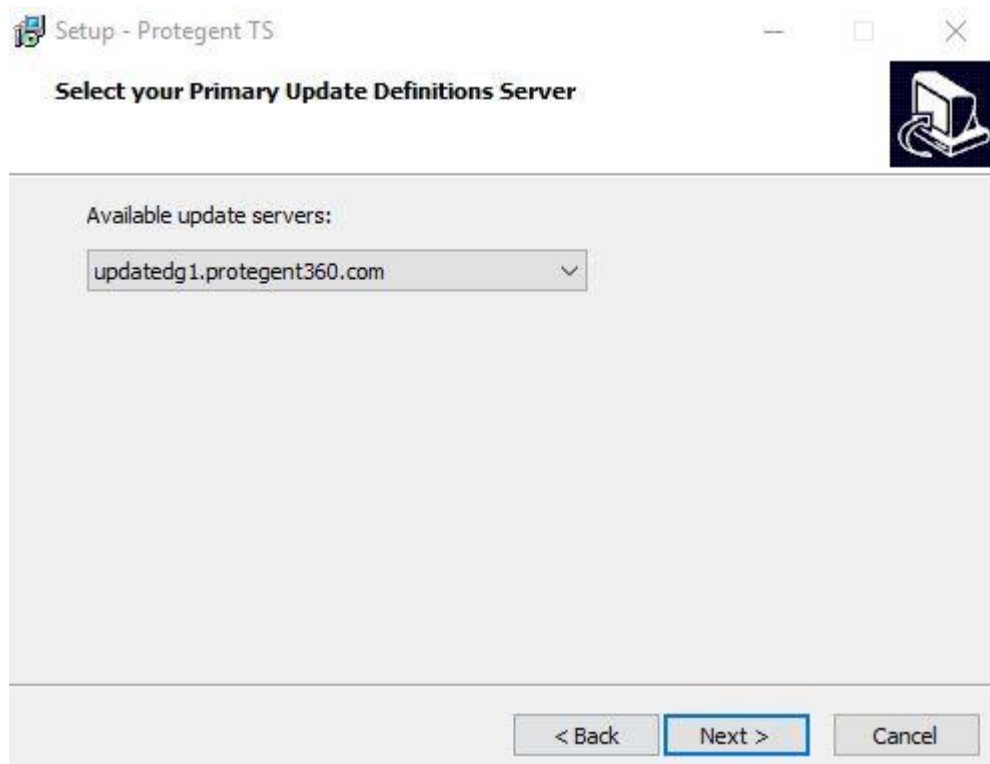 Setup - Protegent TS
Select your Primary Update Definitions Server
Available update servers:
updatedg1.protegent360.com
< Back Next > Cancel